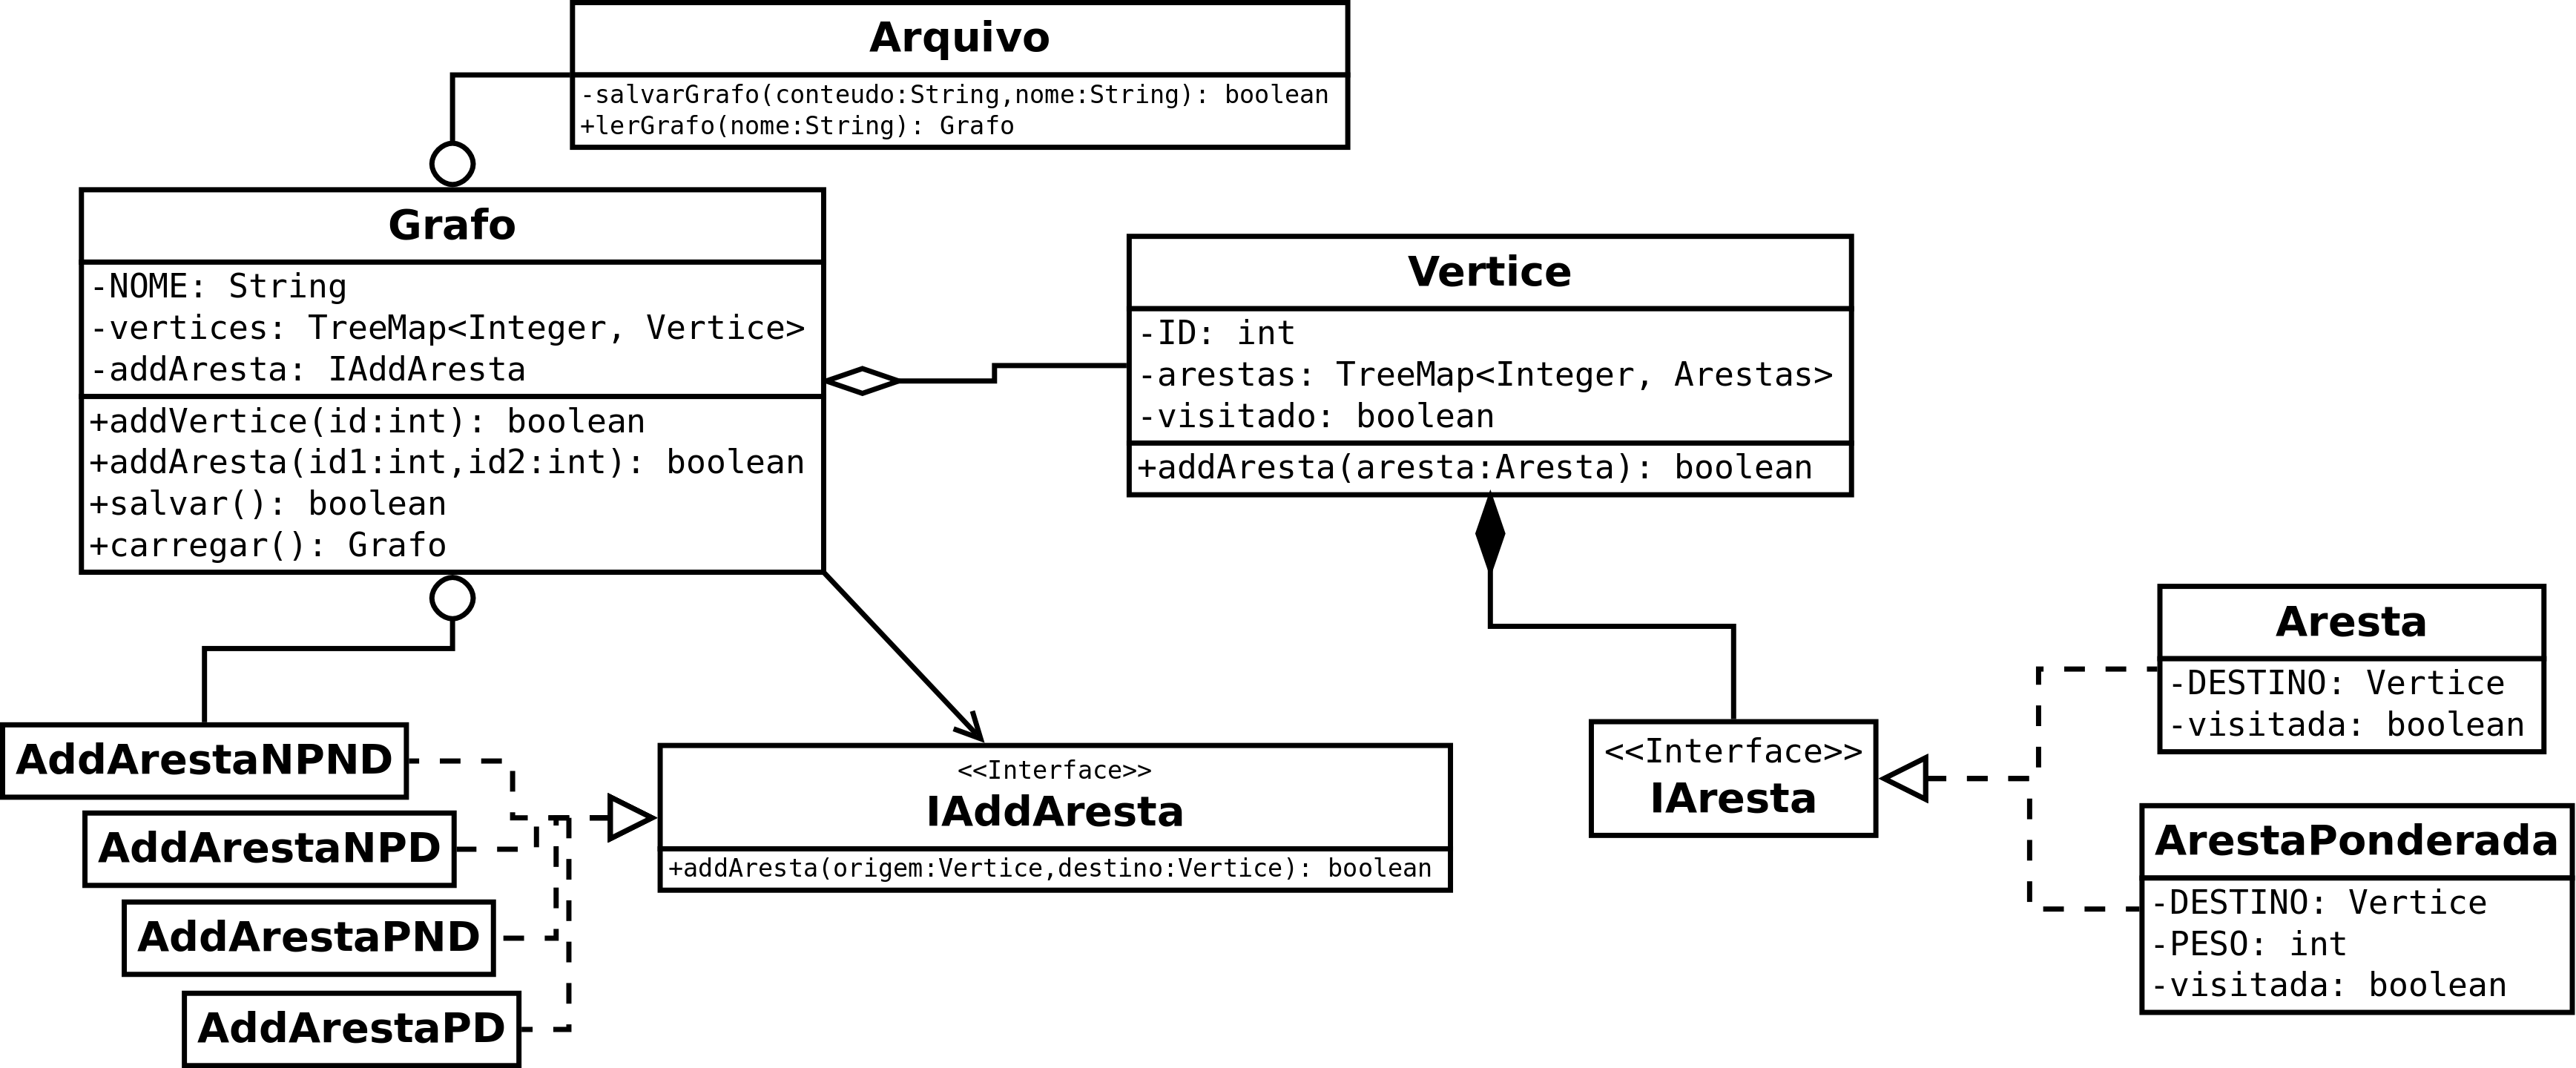 Arquivo
-salvarGrafo(conteudo:String,nome:String): boolean
+lerGrafo(nome:String): Grafo
Grafo
-NOME: String
-vertices: TreeMap<Integer, Vertice>
-addAresta: IAddAresta
+addVertice(id:int): boolean
+addAresta(id1:int,id2:int): boolean
+salvar(): boolean
+carregar(): Grafo
Vertice
-ID: int
-arestas: TreeMap<Integer, Arestas>
-visitado: boolean
+addAresta(aresta:Aresta): boolean
AddArestaNPND
AddArestaNPD
AddArestaPND
AddArestaPD
<<Interface>>
IAddAresta
+addAresta(origem:Vertice,destino:Vertice): boolean
<<Interface>>
IAresta
Aresta
-DESTINO: Vertice
-visitada: boolean
ArestaPonderada
-DESTINO: Vertice
-PESO: int
-visitada: boolean